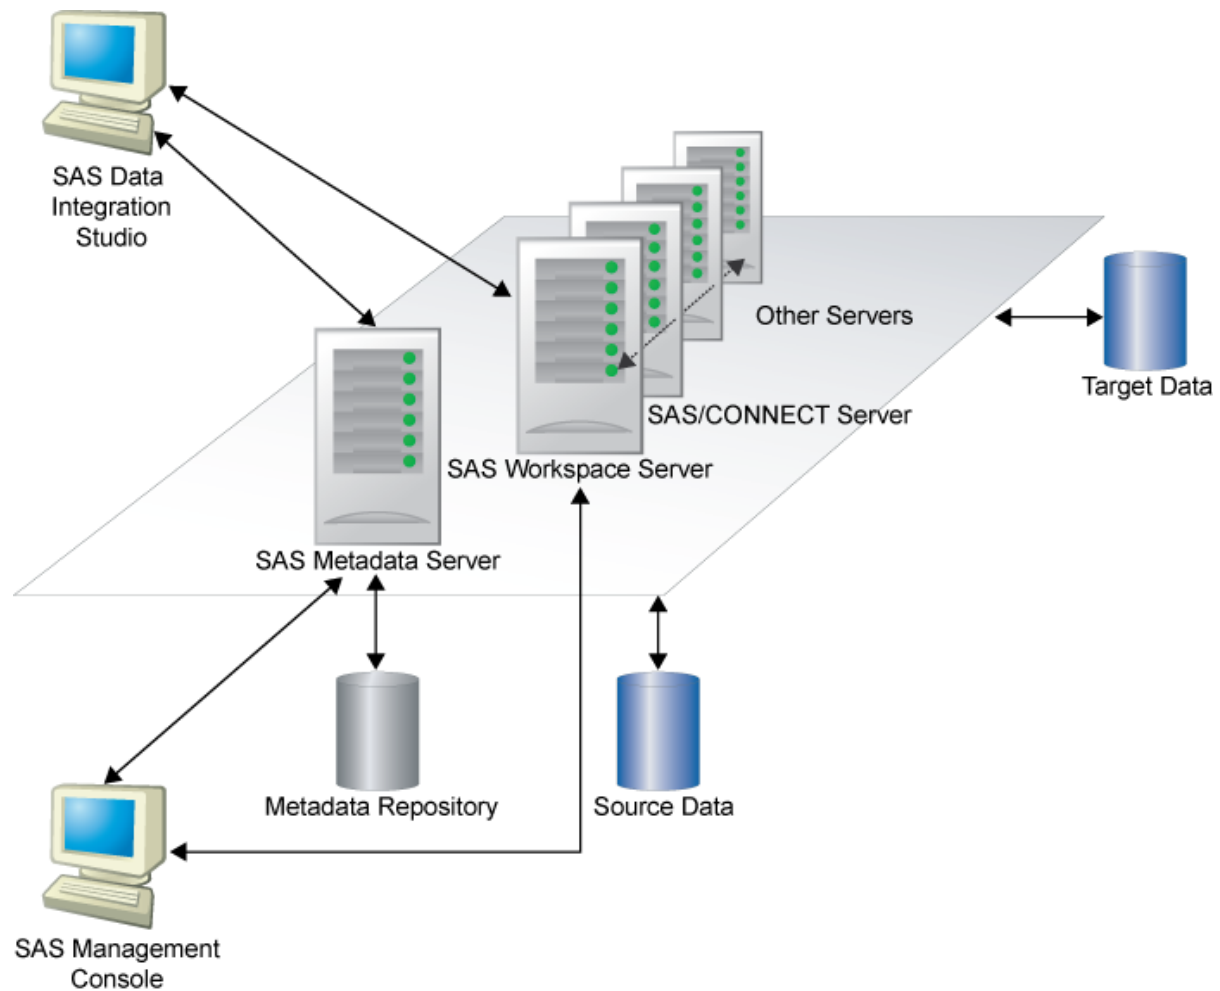 SAS Data
Integration
Studio
Other Servers
Target Data
SAS/CONNECT Server
SAS Workspace Server
SAS Metadata Server
Metadata Repository
Source Data
SAS Management
Console